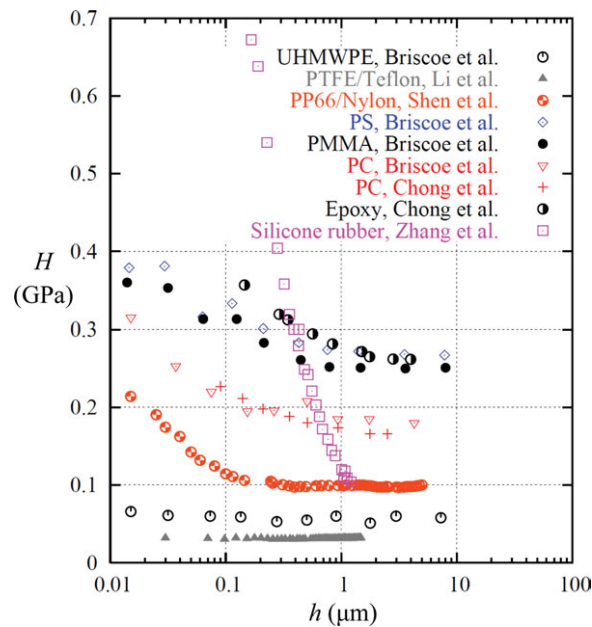 0.7
0.6
0.5
0.4
0.3
0.2
0.1
0
H
(GPa)
UHMWPE, Briscoe et al.
PTFE/Teflon, Li et al.
PP66/Nylon, Shen et al.
PS, Briscoe et al.
PMMA, Briscoe et al.
PC, Briscoe et al.
PC, Chong et al.
Epoxy, Chong et al.
Silicone rubber, Zhang et al.
0.01 0.1 1 10 100
h (μm)